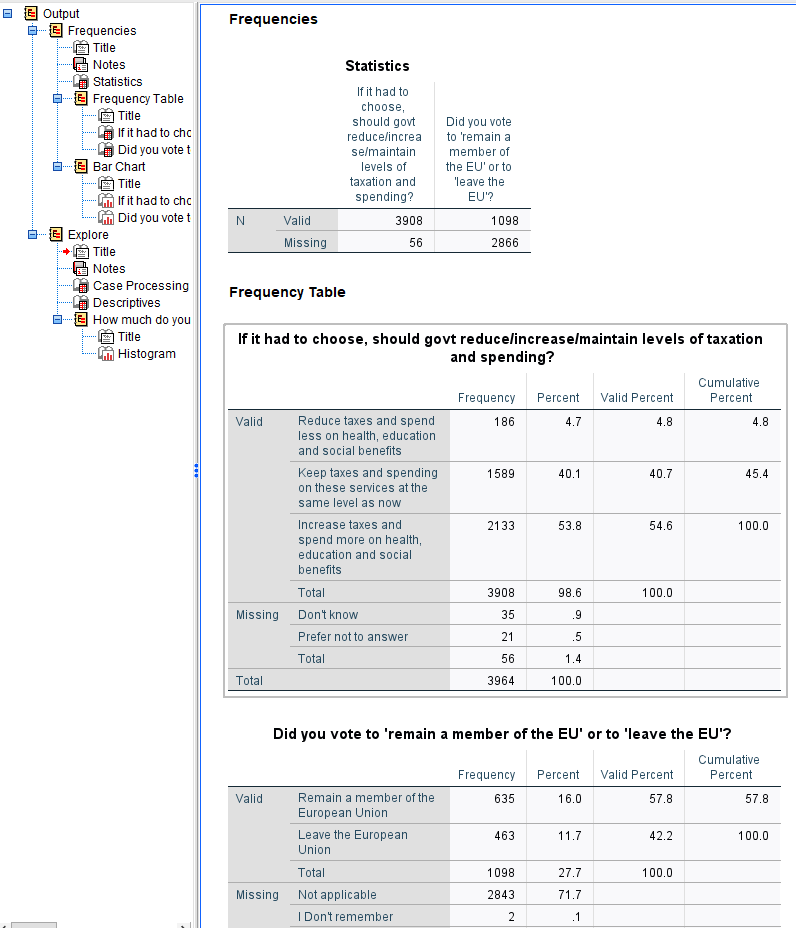 Output
Frequencies
Title
Notes
Statistics
Frequency Table
Title
If it had to cho
Did you vote t
Bar Chart
Title
If it had to cho
Did you vote t
Explore
Title
Notes
Case Processing
Descriptives
How much do you
Title
Histogram
Frequencies
Statistics
If it had to
choose,
should govt
reduce/increa
se/maintain
levels of
taxation and
spending?
Did you vote
to 'remain a
member of
the EU' or to
'leave the
EU'?
N Valid 3908 1098
Missing 56 2866
Frequency Table
If it had to choose, should govt reduce/increase/maintain levels of taxation
and spending?
Frequency Percent Valid Percent Cumulative
Percent
Valid Reduce taxes and spend 186 4.7 4.8 4.8
less on health, education
and social benefits
Keep taxes and spending 1589 40.1 40.7 45.4
on these services at the
same level as now
Increase taxes and 2133 53.8 54.6 100.0
spend more on health,
education and social
benefits
Total 3908 98.6 100.0
Missing Don't know 35 .9
Prefer not to answer 21 .5
Total 56 1.4
Total 3964 100.0
Did you vote to 'remain a member of the EU' or to 'leave the EU'?
Frequency Percent Valid Percent Cumulative
Percent
Valid Remain a member of the 635 16.0 57.8 57.8
European Union
Leave the European 463 11.7 42.2 100.0
Union
Total 1098 27.7 100.0
Missing Not applicable 2843 71.7
I Don't remember 2 .1